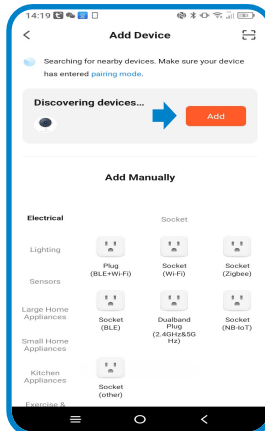 14:19
Add Device
Searching for nearby devices. Make sure your device
has entered pairing mode.
Discovering devices...
Add
Add Manually
Electrical
Socket
Lighting
Plug
(BLE+Wi-Fi)
Socket
(Wi-Fi)
Socket
(Zigbee)
Sensors
Large Home
Appliances
Socket
(BLE)
Dualband
Plug
(2.4GHz&5G
Hz)
Socket
(NB-IoT)
Small Home
Appliances
Kitchen
Appliances
Socket
(other)
Exercise &